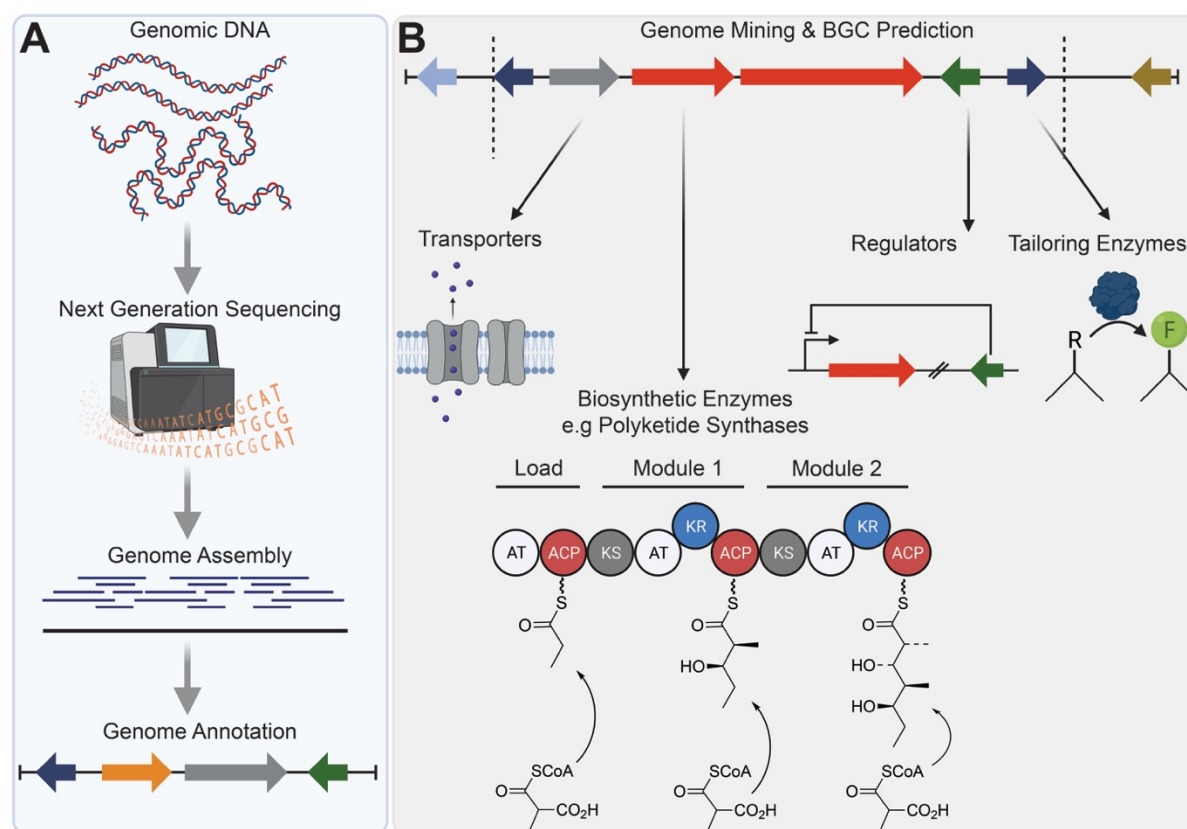 A
Genomic DNA
Next Generation Sequencing
Genome Assembly
Genome Annotation
B
Genome Mining & BGC Prediction
Transporters
Regulators
Tailoring Enzymes
R
F
Biosynthetic Enzymes
e.g Polyketide Synthases
Load
Module 1
Module 2
AT
ACP
KS
AT
KR
ACP
KS
AT
KR
ACP
S
O
S
O
HO
S
O
HO
HO
SCoA
O
CO2H
SCoA
O
CO2H
SCoA
O
CO2H